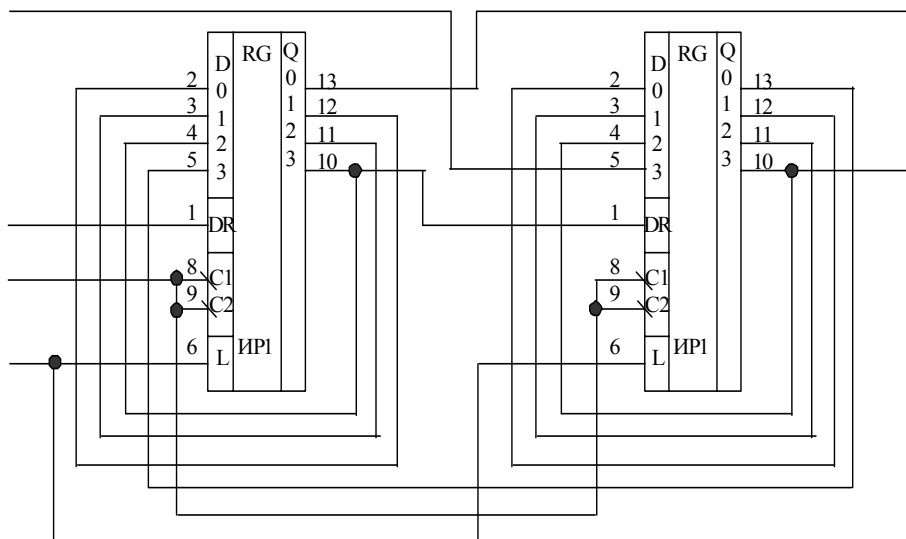 RG Q RG Q
D D
2 0 0 13 2 0 0 13
3 1 1 12 3 1 1 12
4 2 2 11 4 2 2 11
5 3 3 10 5 3 3 10
1 DR 1 DR
8 C1 8 C1
9 C2 9 C2
6 L ИР1 6 L ИР1